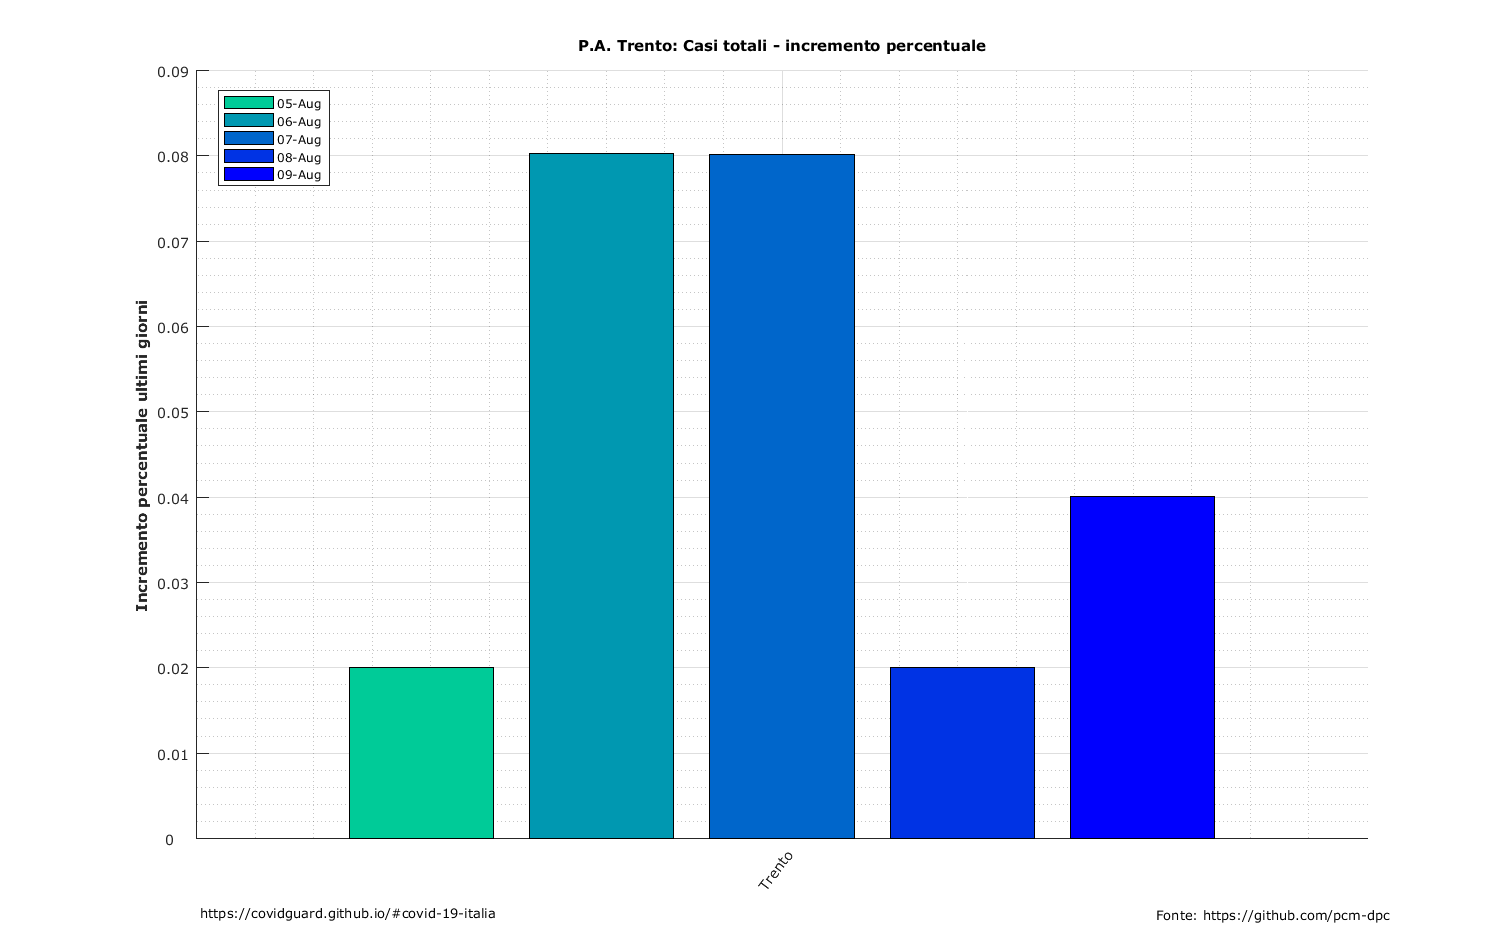 P.A. Trento: Casi totali - incremento percentuale
0.09
0.08
0.07
0.06
0.05
0.04
0.03
0.02
0.01
0
Incremento percentuale ultimi giorni
05-Aug
06-Aug
07-Aug
08-Aug
09-Aug
Trento
https://covidguard.github.io/#covid-19-italia
Fonte: https://github.com/pcm-dpc